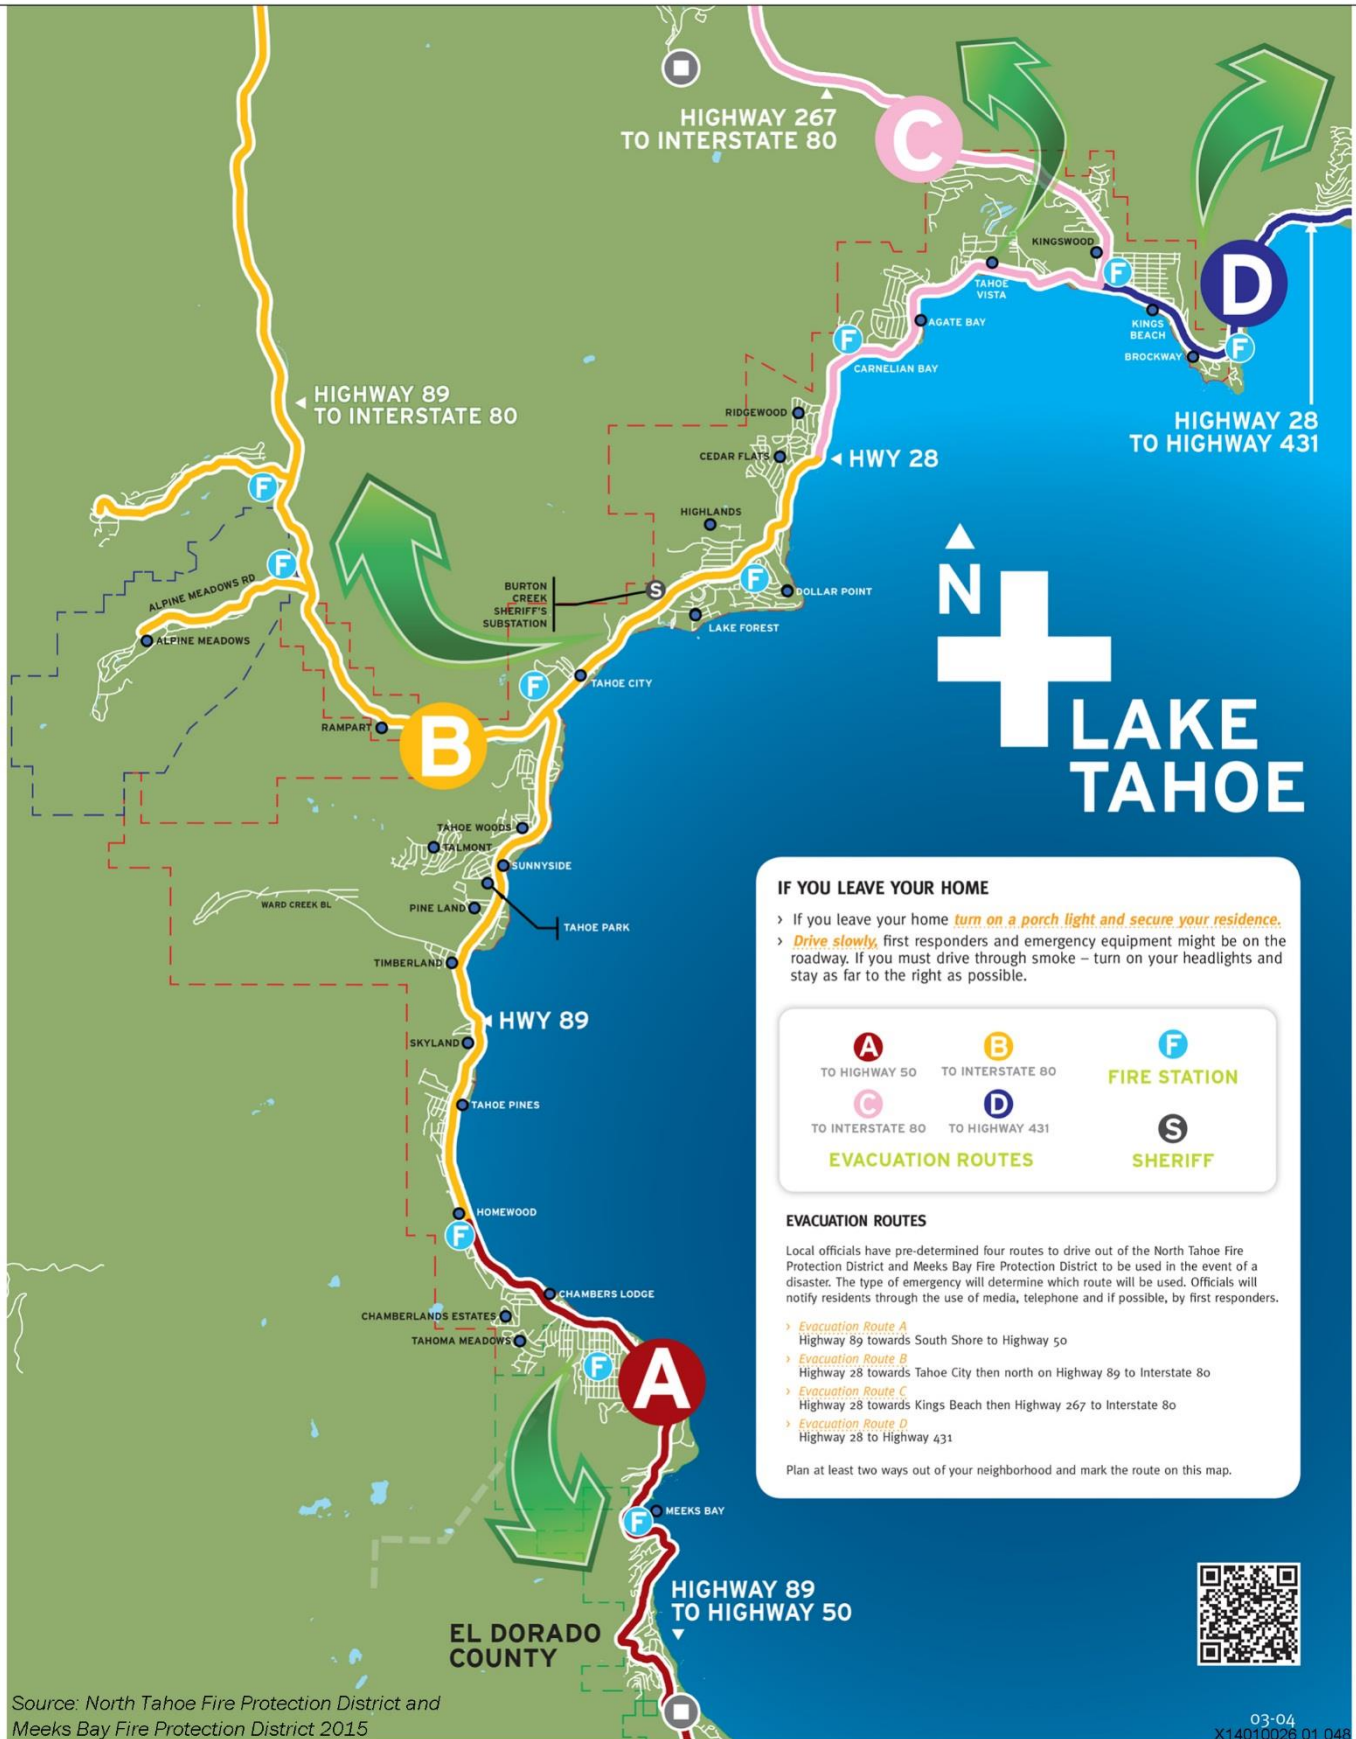 HIGHWAY 267
TO INTERSTATE 80
C
KINGSWOOD
F
D
TAHOE
VISTA
AGATE BAY
KINGS
BEACH
F
CARNELIAN BAY
BROCKWAY
F
HIGHWAY 89
TO INTERSTATE 80
RIDGEWOOD
HIGHWAY 28
TO HIGHWAY 431
CEDAR FLATS
HWY 28
F
HIGHLANDS
F
ALPINE MEADOWS RD
BURTON
CREEK
SHERIFF'S
SUBSTATION
S
F
DOLLAR POINT
N
LAKE FOREST
ALPINE MEADOWS
F
TAHOE CITY
RAMPART
B
LAKE
TAHOE
TAHOE WOODS
TALMONT
SUNNYSIDE
WARD CREEK BL
PINE LAND
TAHOE PARK
TIMBERLAND
HWY 89
SKYLAND
TAHOE PINES
HOMEWOOD
F
CHAMBERS LODGE
CHAMBERLANDS ESTATES
TAHOMA MEADOWS
F
A
MEEKS BAY
F
HIGHWAY 89
TO HIGHWAY 50
EL DORADO
COUNTY
IF YOU LEAVE YOUR HOME
› If you leave your home turn on a porch light and secure your residence.
› Drive slowly, first responders and emergency equipment might be on the
roadway. If you must drive through smoke – turn on your headlights and
stay as far to the right as possible.
A
TO HIGHWAY 50
B
TO INTERSTATE 80
C
TO INTERSTATE 80
D
TO HIGHWAY 431
EVACUATION ROUTES
F
FIRE STATION
S
SHERIFF
EVACUATION ROUTES
Local officials have pre-determined four routes to drive out of the North Tahoe Fire
Protection District and Meeks Bay Fire Protection District to be used in the event of a
disaster. The type of emergency will determine which route will be used. Officials will
notify residents through the use of media, telephone and if possible, by first responders.
› Evacuation Route A
Highway 89 towards South Shore to Highway 50
› Evacuation Route B
Highway 28 towards Tahoe City then north on Highway 89 to Interstate 80
› Evacuation Route C
Highway 28 towards Kings Beach then Highway 267 to Interstate 80
› Evacuation Route D
Highway 28 to Highway 431
Plan at least two ways out of your neighborhood and mark the route on this map.
Source: North Tahoe Fire Protection District and
Meeks Bay Fire Protection District 2015
03-04
X14010026 01 048